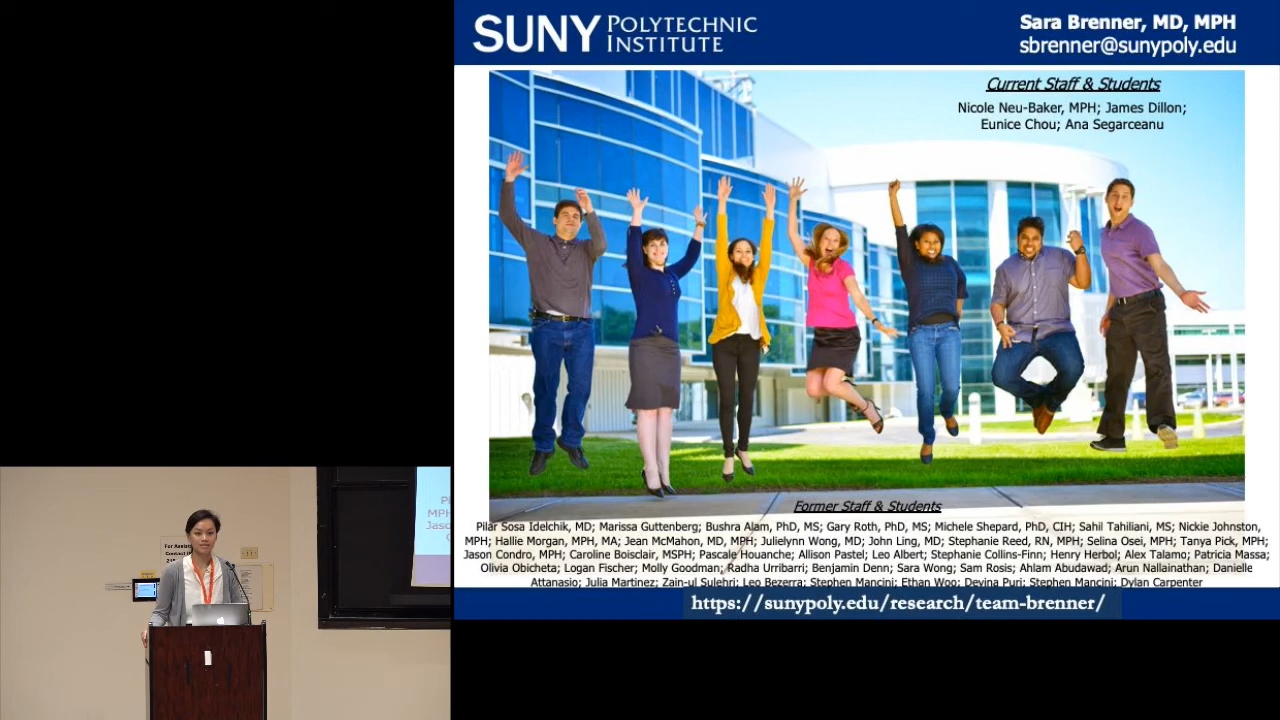 SUNY POLYTECHNIC INSTITUTE
Sara Brenner, MD, MPH
sbrenner@sunypoly.edu
Current Staff & Students
Nicole Neu-Baker, MPH; James Dillon;
Eunice Chou; Ana Segarceanu
Former Staff & Students
Pilar Sosa Idelchik, MD; Marissa Guttenberg; Bushra Alam, PhD, MS; Gary Roth, PhD, MS; Michele Shepard, PhD, CIH; Sahil Tahiliani, MS; Nickie Johnston,
MPH; Hallie Morgan, MPH, MA; Jean McMahon, MD, MPH; Julielynn Wong, MD; John Ling, MD; Stephanie Reed, RN, MPH; Selina Osei, MPH; Tanya Pick, MPH;
Jason Condro, MPH; Caroline Boisclair, MSPH; Pascale Houanche; Allison Pastel; Leo Albert; Stephanie Collins-Finn; Henry Herbol; Alex Talamo; Patricia Massa;
Olivia Obicheta; Logan Fischer; Molly Goodman; Radha Urribarri; Benjamin Denn; Sara Wong; Sam Rosis; Ahlam Abudawad; Arun Nallainathan; Danielle
Attanasio; Julia Martinez; Zain-ul Sulehri; Leo Bezerra; Stephen Mancini; Ethan Woo; Devina Puri; Stephen Mancini; Dylan Carpenter
https://sunypoly.edu/research/team-brenner/
For Assist
Contact
MPH
Jaso